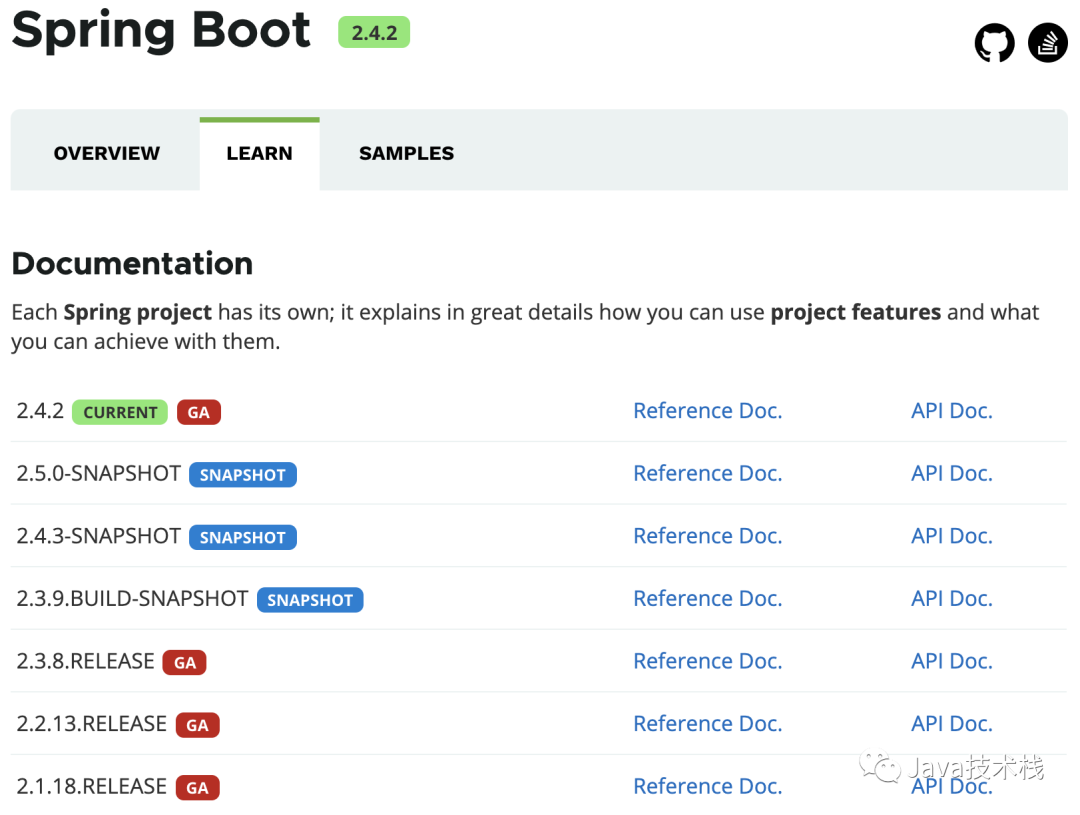 Spring Boot 2.4.2
OVERVIEW LEARN SAMPLES
Documentation
Each Spring project has its own; it explains in great details how you can use project features and what
you can achieve with them.
2.4.2 CURRENT GA Reference Doc. API Doc.
2.5.0-SNAPSHOT SNAPSHOT Reference Doc. API Doc.
2.4.3-SNAPSHOT SNAPSHOT Reference Doc. API Doc.
2.3.9.BUILD-SNAPSHOT SNAPSHOT Reference Doc. API Doc.
2.3.8.RELEASE GA Reference Doc. API Doc.
2.2.13.RELEASE GA Reference Doc. API Doc.
Java技术栈
2.1.18.RELEASE GA Reference Doc. API Doc.